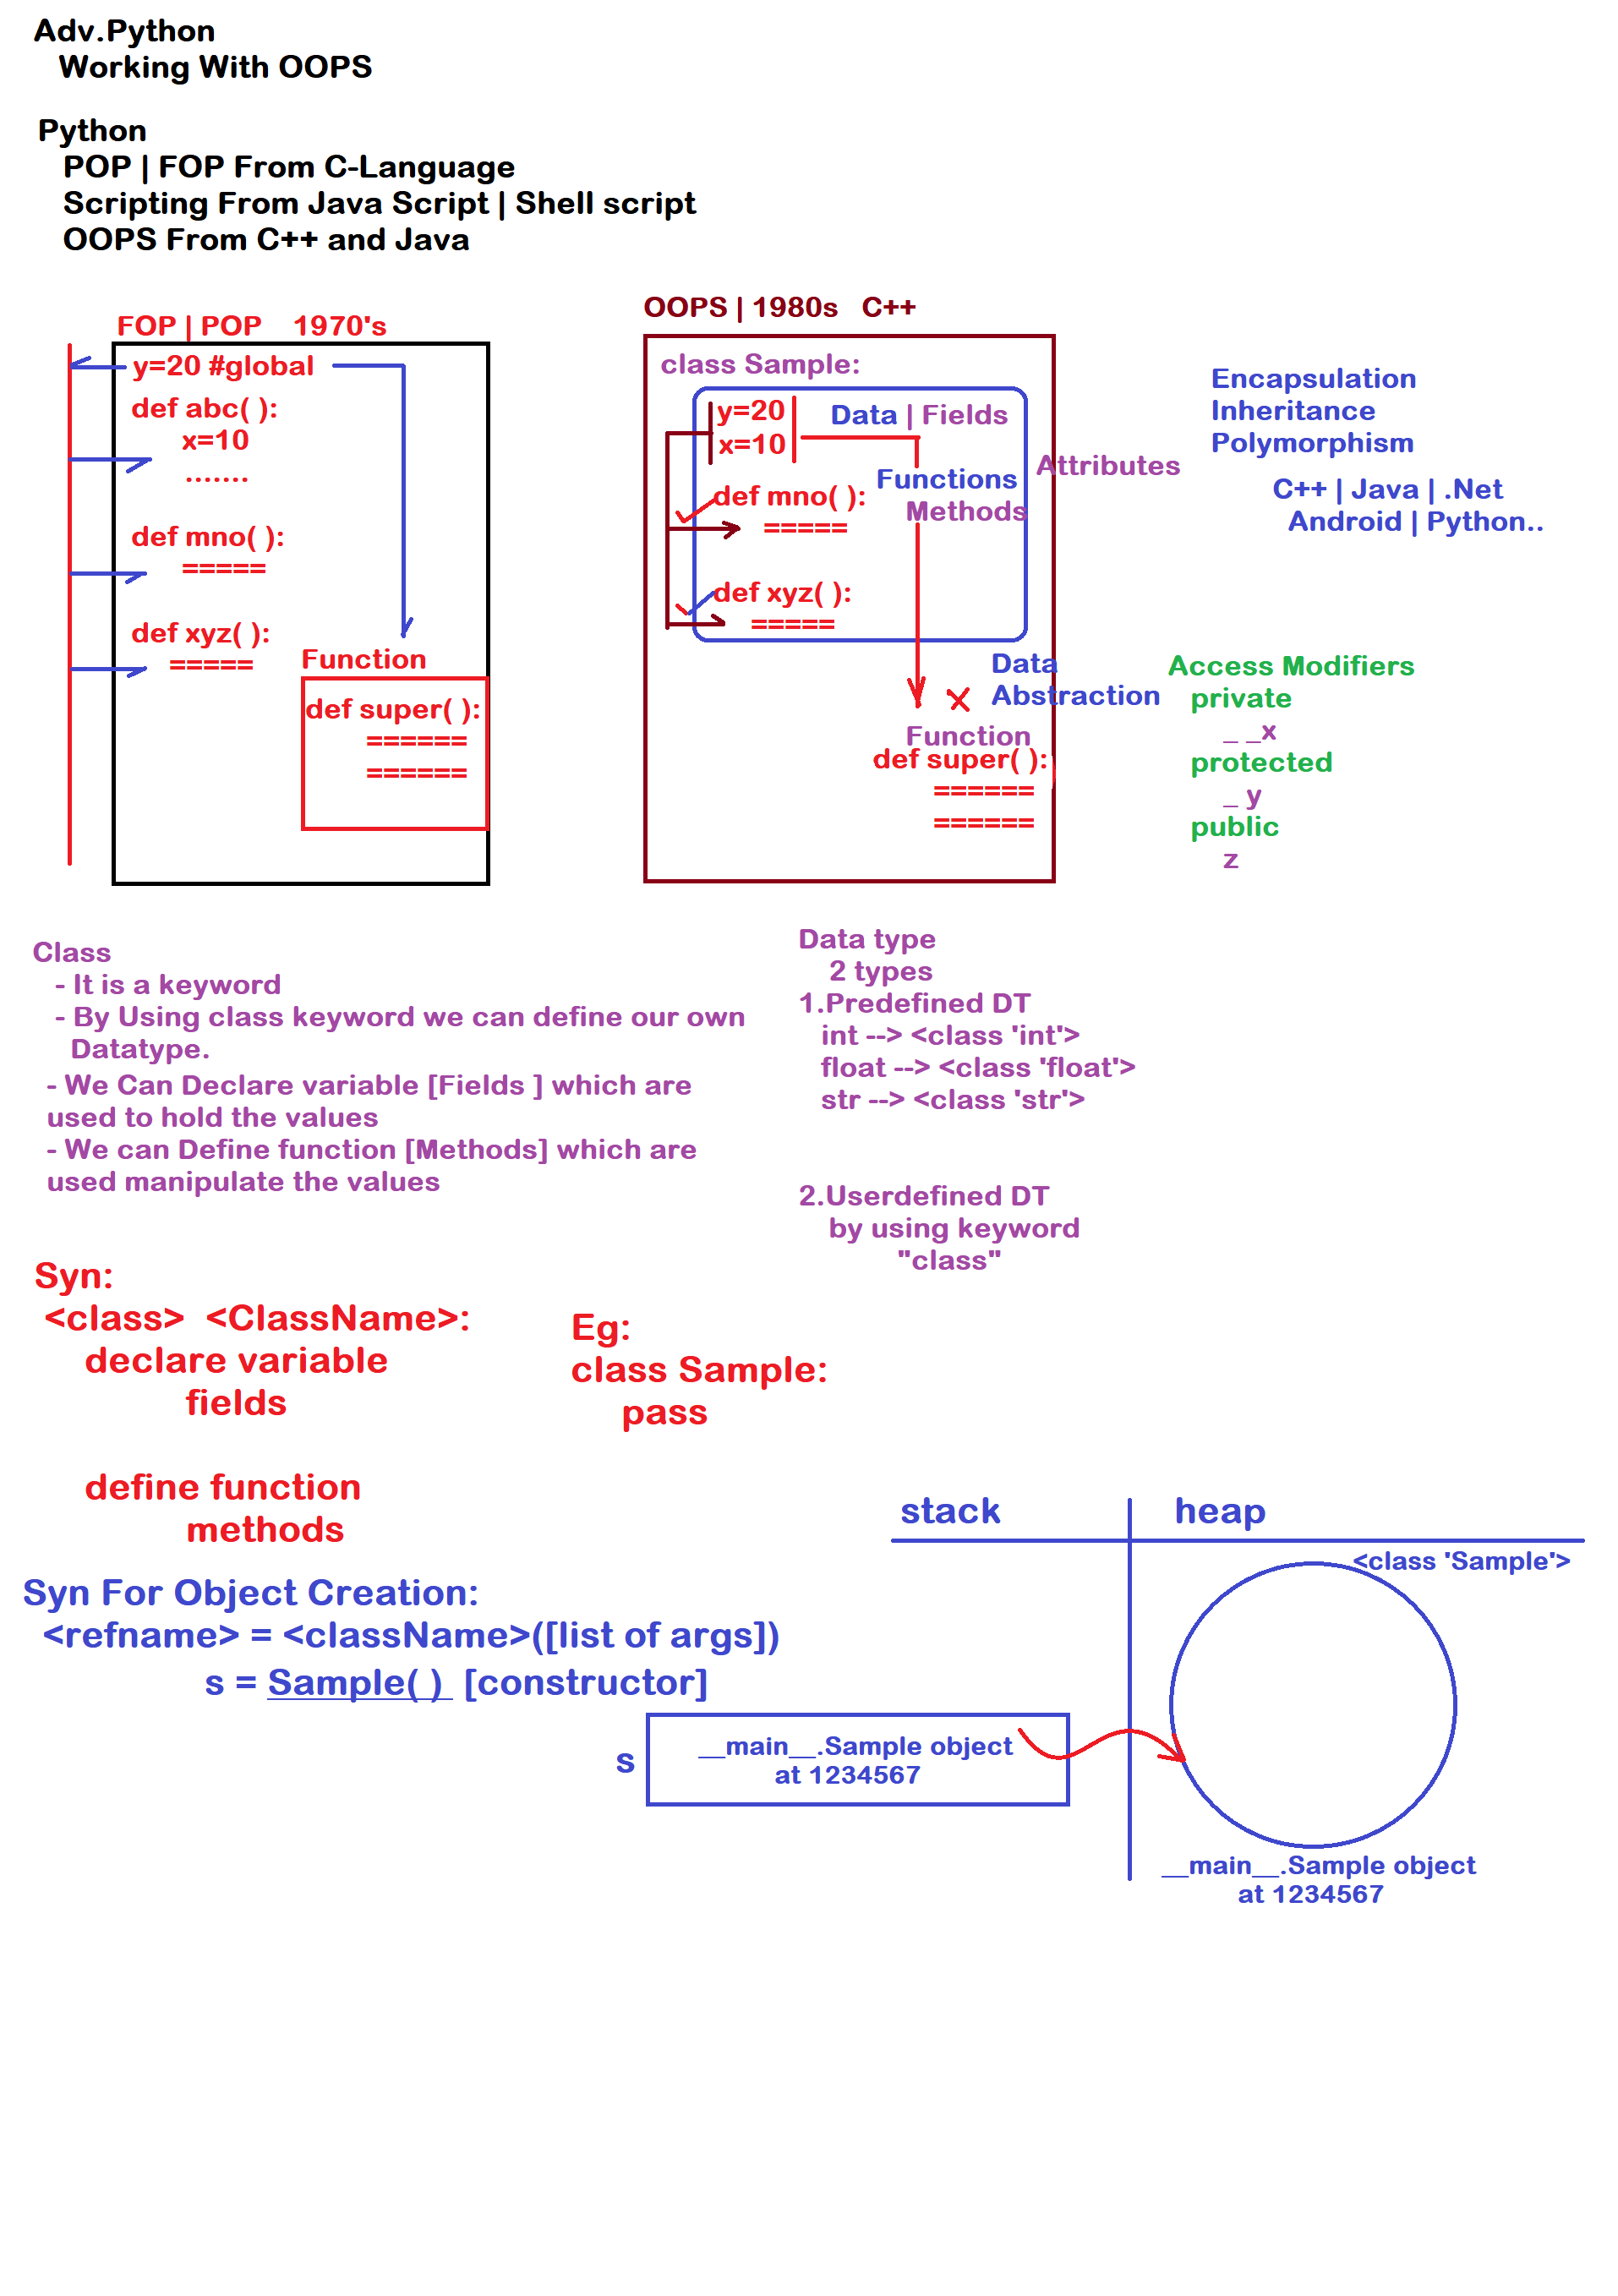 Adv.Python
Working With OOPS
Python
POP | FOP From C-Language
Scripting From Java Script | Shell script
OOPS From C++ and Java
FOP | POP 1970's
y=20 #global
def abc( ):
x=10
.......
def mno( ):
=====
def xyz( ):
=====
Function
def super( ):
======
======
OOPS | 1980s C++
class Sample:
y=20
x=10
Data | Fields
Functions
Methods
Attributes
def mno( ):
=====
def xyz( ):
=====
Data
Abstraction
Function
def super( ):
======
======
Encapsulation
Inheritance
Polymorphism
C++ | Java | .Net
Android | Python..
Access Modifiers
private
_ _x
protected
_ y
public
z
Class
- It is a keyword
- By Using class keyword we can define our own
Datatype.
- We Can Declare variable [Fields ] which are
used to hold the values
- We can Define function [Methods] which are
used manipulate the values
Data type
2 types
1.Predefined DT
int --> <class 'int'>
float --> <class 'float'>
str --> <class 'str'>
2.Userdefined DT
by using keyword
"class"
Syn:
<class> <ClassName>:
declare variable
fields
define function
methods
Eg:
class Sample:
pass
Syn For Object Creation:
<refname> = <className>([list of args])
s = Sample( ) [constructor]
stack
heap
<class 'Sample'>
s
__main__.Sample object
at 1234567
__main__.Sample object
at 1234567